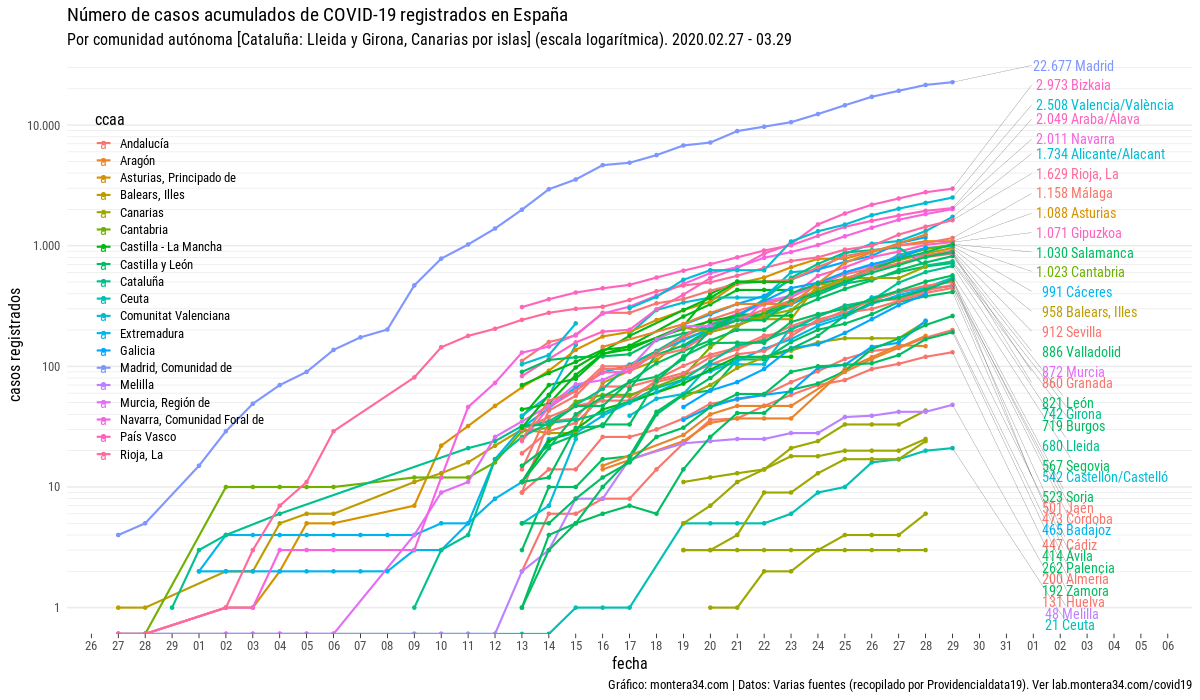 Número de casos acumulados de COVID-19 registrados en España
Por comunidad autónoma [Cataluña: Lleida y Girona, Canarias por islas] (escala logarítmica). 2020.02.27 - 03.29
casos registrados
10.000
1.000
100
10
1
ccaa
Andalucía
Aragón
Asturias, Principado de
Balears, Illes
Canarias
Cantabria
Castilla - La Mancha
Castilla y León
Cataluña
Ceuta
Comunitat Valenciana
Extremadura
Galicia
Madrid, Comunidad de
Melilla
Murcia, Región de
Navarra, Comunidad Foral de
País Vasco
Rioja, La
22.677 Madrid
2.973 Bizkaia
2.508 Valencia/València
2.049 Araba/Álava
2.011 Navarra
1.734 Alicante/Alacant
1.629 Rioja, La
1.158 Málaga
1.088 Asturias
1.071 Gipuzkoa
1.030 Salamanca
1.023 Cantabria
991 Cáceres
958 Balears, Illes
912 Sevilla
886 Valladolid
872 Murcia
860 Granada
821 León
742 Girona
719 Burgos
680 Lleida
567 Segovia
542 Castellón/Castelló
523 Soria
501 Jaén
473 Córdoba
465 Badajoz
447 Cádiz
414 Ávila
262 Palencia
200 Almería
192 Zamora
131 Huelva
48 Melilla
21 Ceuta
26 27 28 29 01 02 03 04 05 06 07 08 09 10 11 12 13 14 15 16 17 18 19 20 21 22 23 24 25 26 27 28 29 30 31 01 02 03 04 05 06
fecha
Gráfico: montera34.com | Datos: Varias fuentes (recopilado por Providencialdata19). Ver lab.montera34.com/covid19